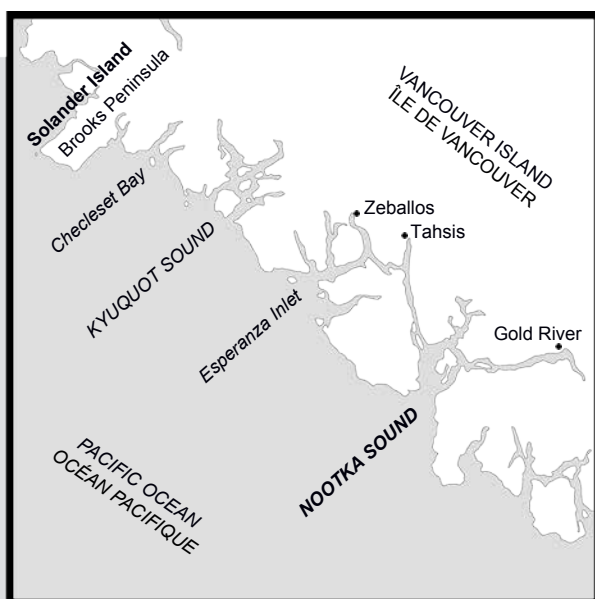 Solander Island
Brooks Peninsula
VANCOUVER ISLAND
ÎLE DE VANCOUVER
Checleset Bay
Zeballos
Tahsis
KYUQUOT SOUND
Esperanza Inlet
Gold River
NOOTKA SOUND
PACIFIC OCEAN
OCÉAN PACIFIQUE